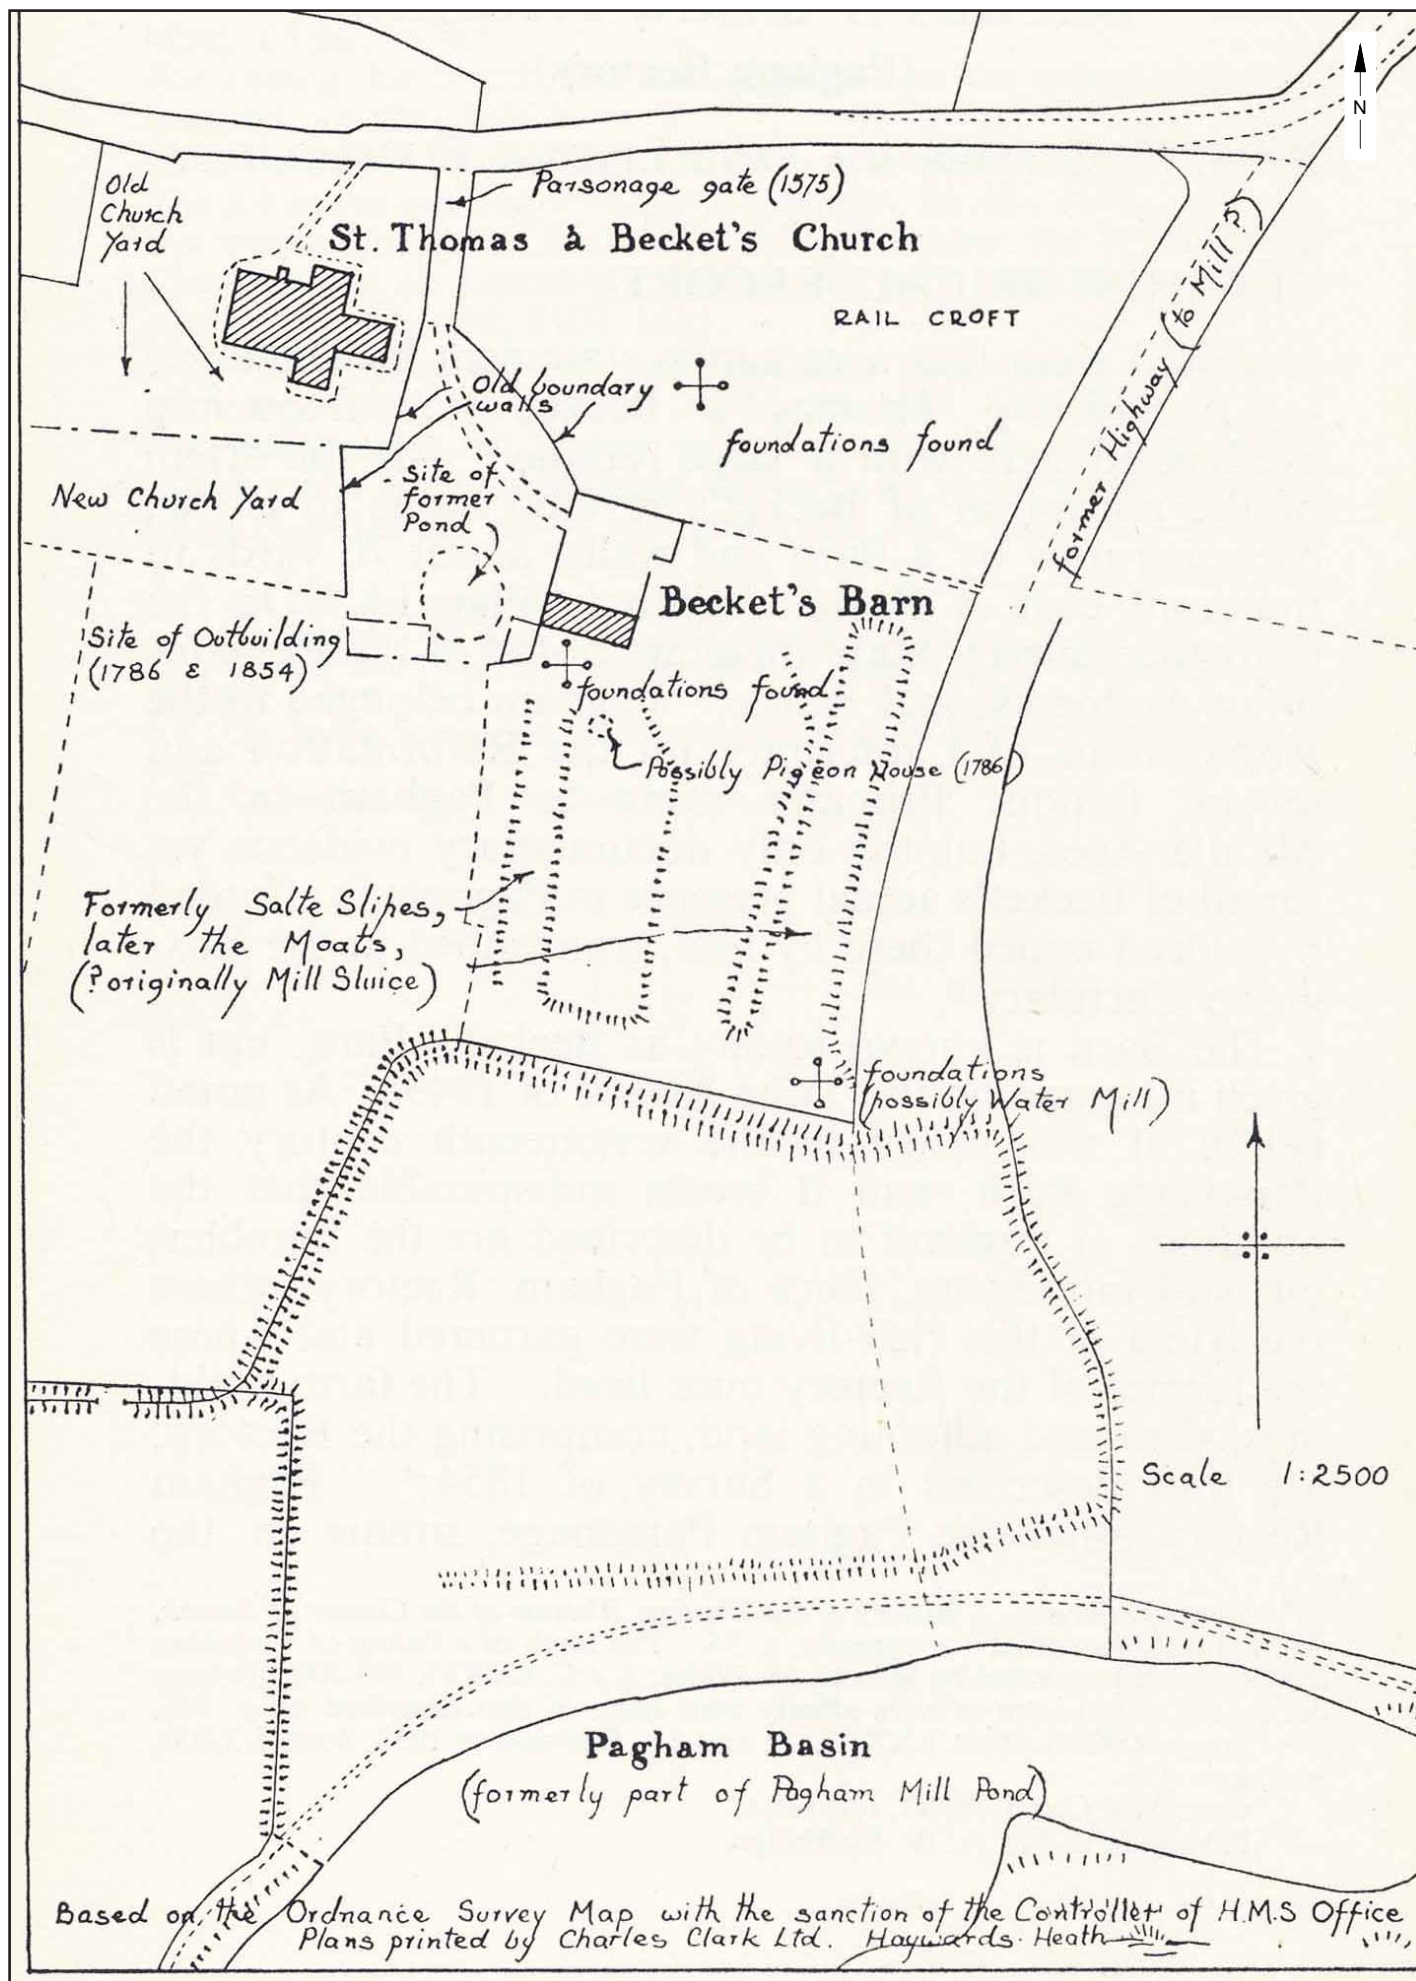 N
Old
Church
Yard
Parsonage gate (1575)
St. Thomas à Becket's Church
RAIL CROFT
former Highway (to Mill?)
Old boundary
walls
foundations found
Site of
former
Pond
New Church Yard
Becket's Barn
Site of Outbuilding
(1786 & 1854)
foundations found
Possibly Pigeon House (1786)
Formerly Salte Slipes,
later the Moats,
(?originally Mill Sluice)
foundations
(possibly Water Mill)
Scale 1:2500
Pagham Basin
(formerly part of Pagham Mill Pond)
Based on the Ordnance Survey Map with the sanction of the Controller of H.M.S Office
Plans printed by Charles Clark Ltd. Haywards Heath